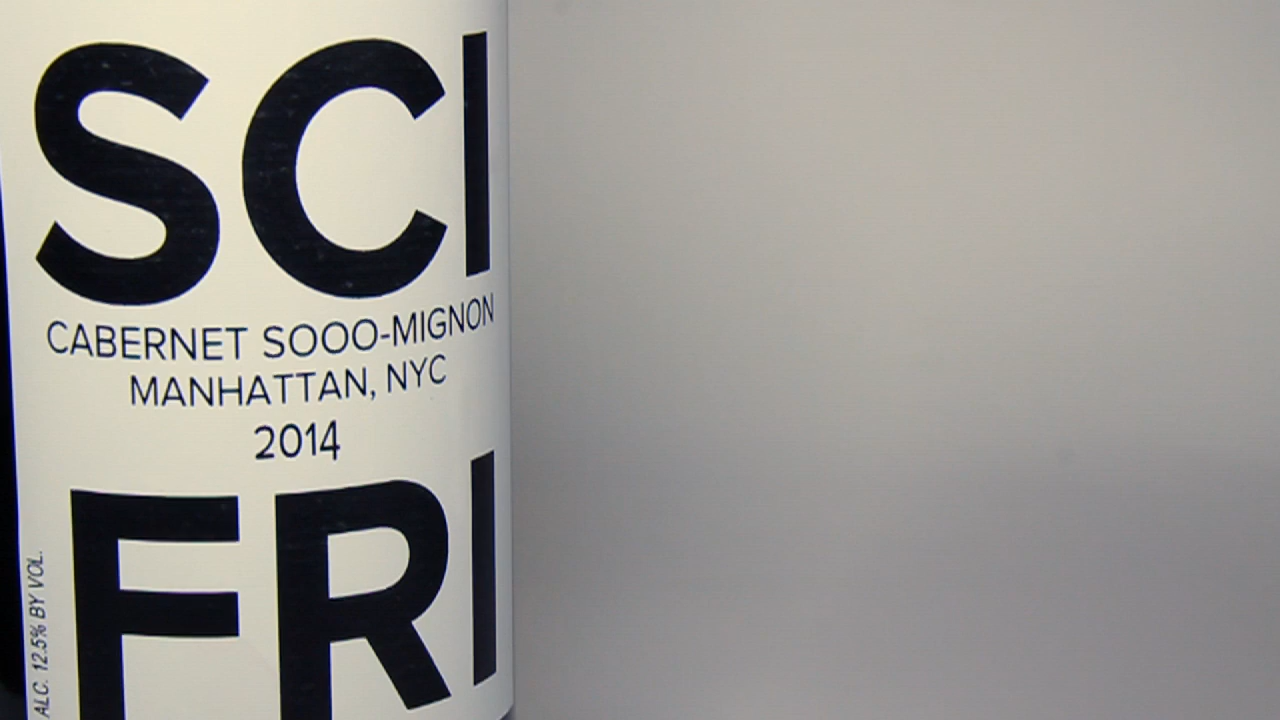 SCI
CABERNET SOOO-MIGNON
MANHATTAN, NYC
2014
FRI
ALC. 12.5% BY VOL.